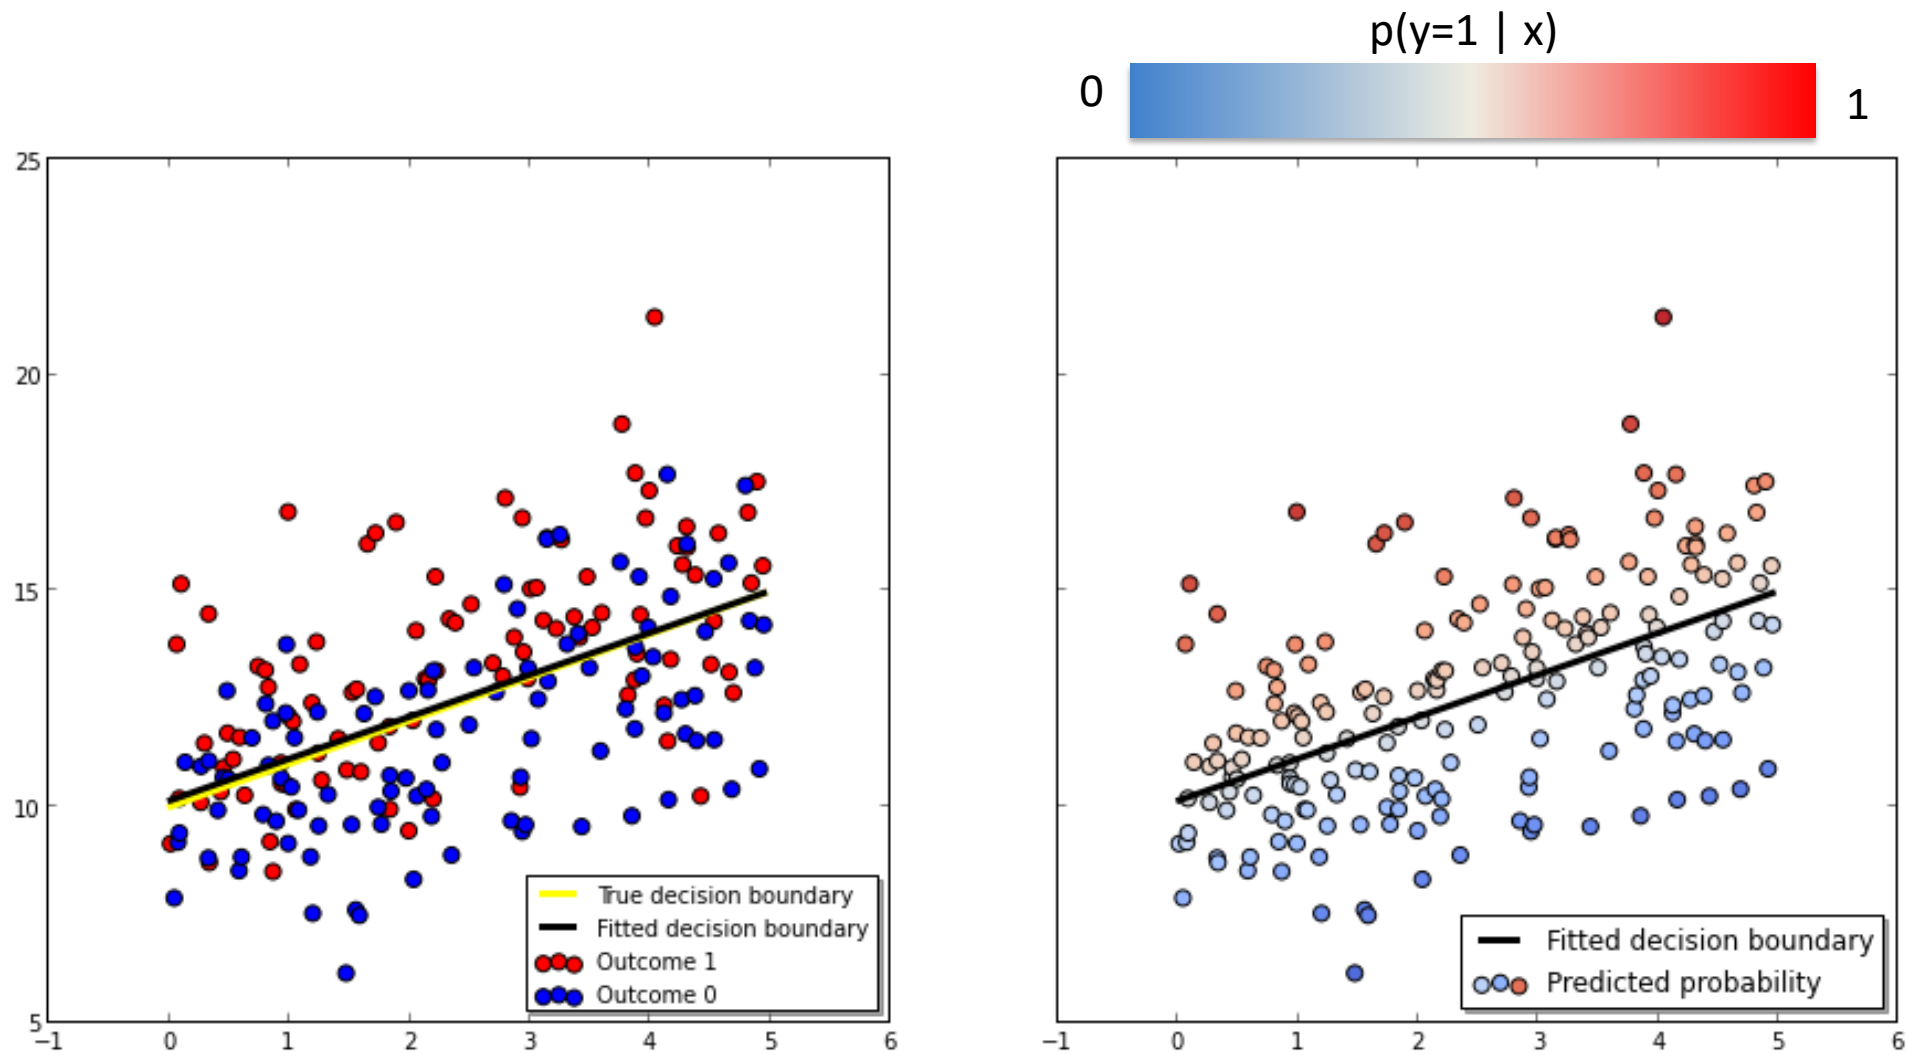 p(y=1 | x)
0
1
25
20
15
10
5
−1 0 1 2 3 4 5 6
True decision boundary
Fitted decision boundary
Outcome 1
Outcome 0
−1 0 1 2 3 4 5 6
Fitted decision boundary
Predicted probability